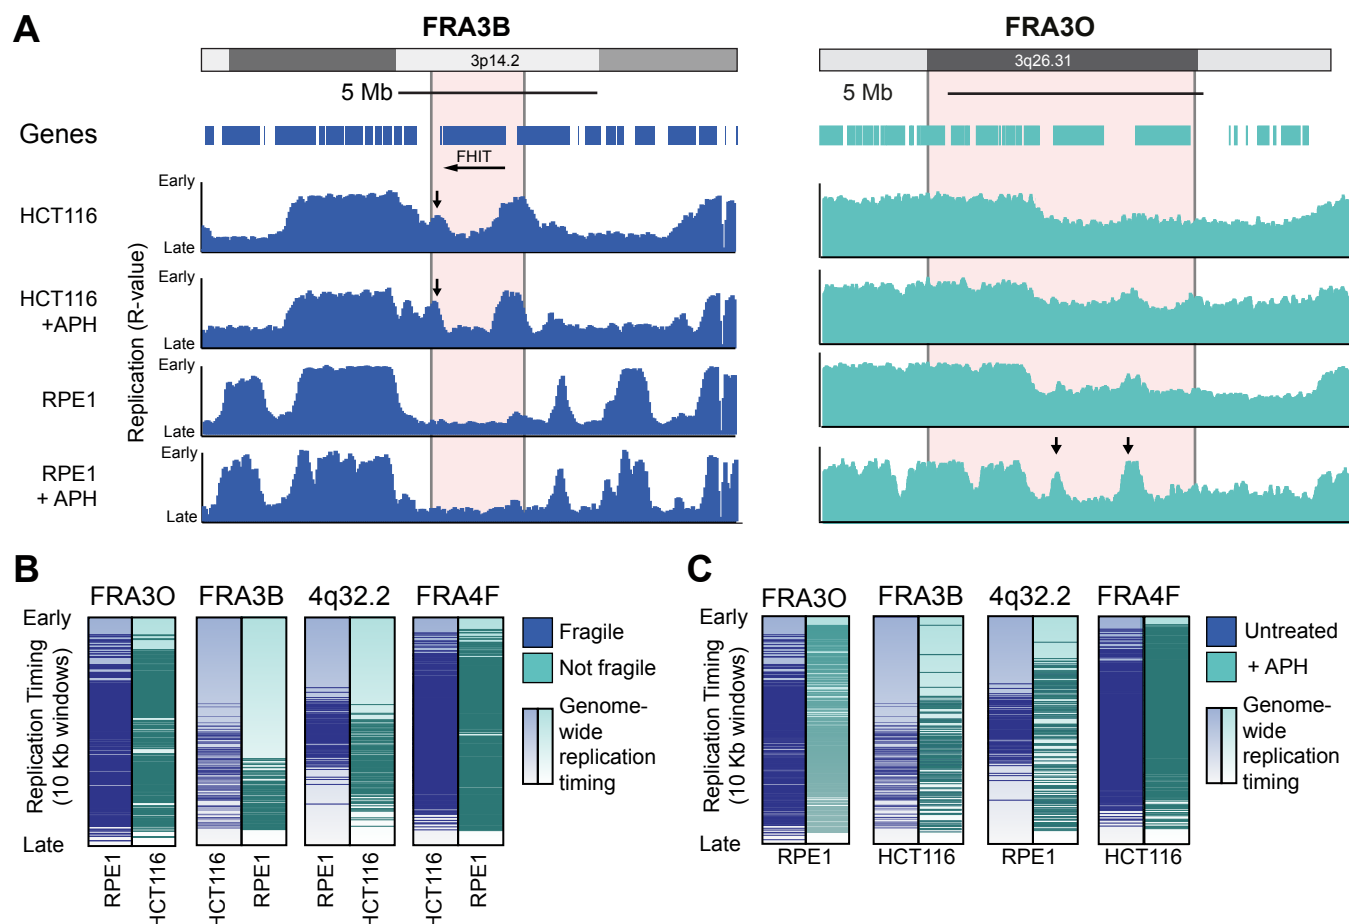 A
FRA3B
FRA3O
3p14.2
3q26.31
5 Mb
5 Mb
Genes
FHIT
Replication (R-value)
HCT116
Early
Late
HCT116
+APH
Early
Late
RPE1
Early
Late
RPE1
+ APH
Early
Late
B
FRA3O
FRA3B
4q32.2
FRA4F
Early
Replication Timing
(10 Kb windows)
Late
RPE1
HCT116
HCT116
RPE1
RPE1
HCT116
HCT116
RPE1
Fragile
Not fragile
Genome-
wide
replication
timing
C
FRA3O
FRA3B
4q32.2
FRA4F
Early
Replication Timing
(10 Kb windows)
Late
RPE1
HCT116
RPE1
HCT116
Untreated
+ APH
Genome-
wide
replication
timing